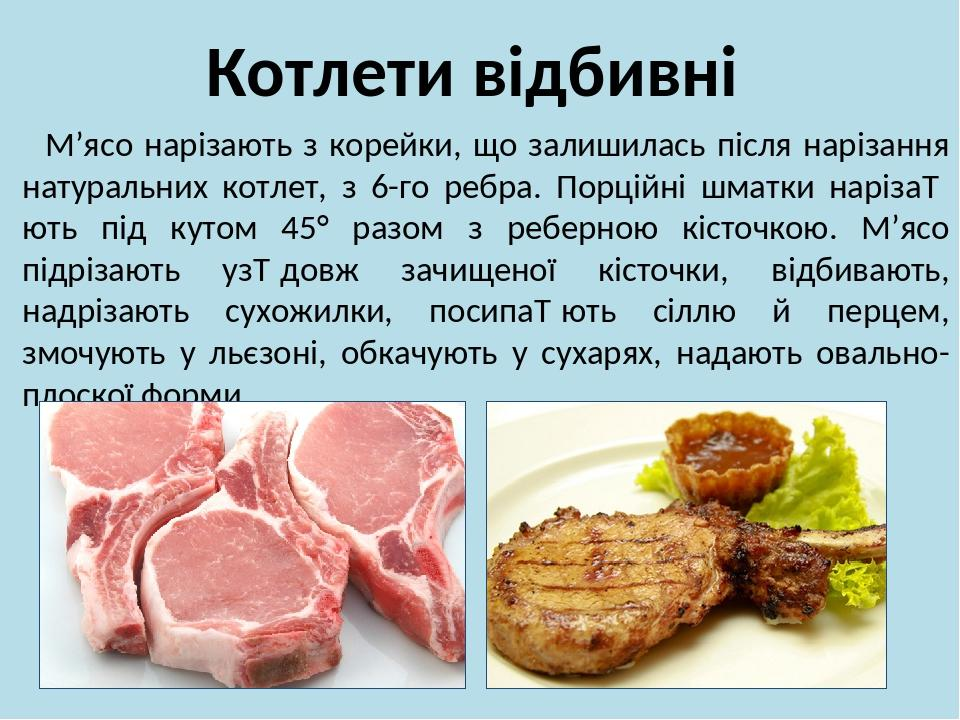 Котлети відбивні
М’ясо нарізають з корейки, що залишилась після нарізання
натуральних котлет, з 6-го ребра. Порційні шматки нарізаТ
ють під кутом 45° разом з реберною кісточкою. М’ясо
підрізають узТ довж зачищеної кісточки, відбивають,
надрізають сухожилки, посипаТ ють сіллю й перцем,
змочують у льєзоні, обкачують у сухарях, надають овально-
плоскої форми